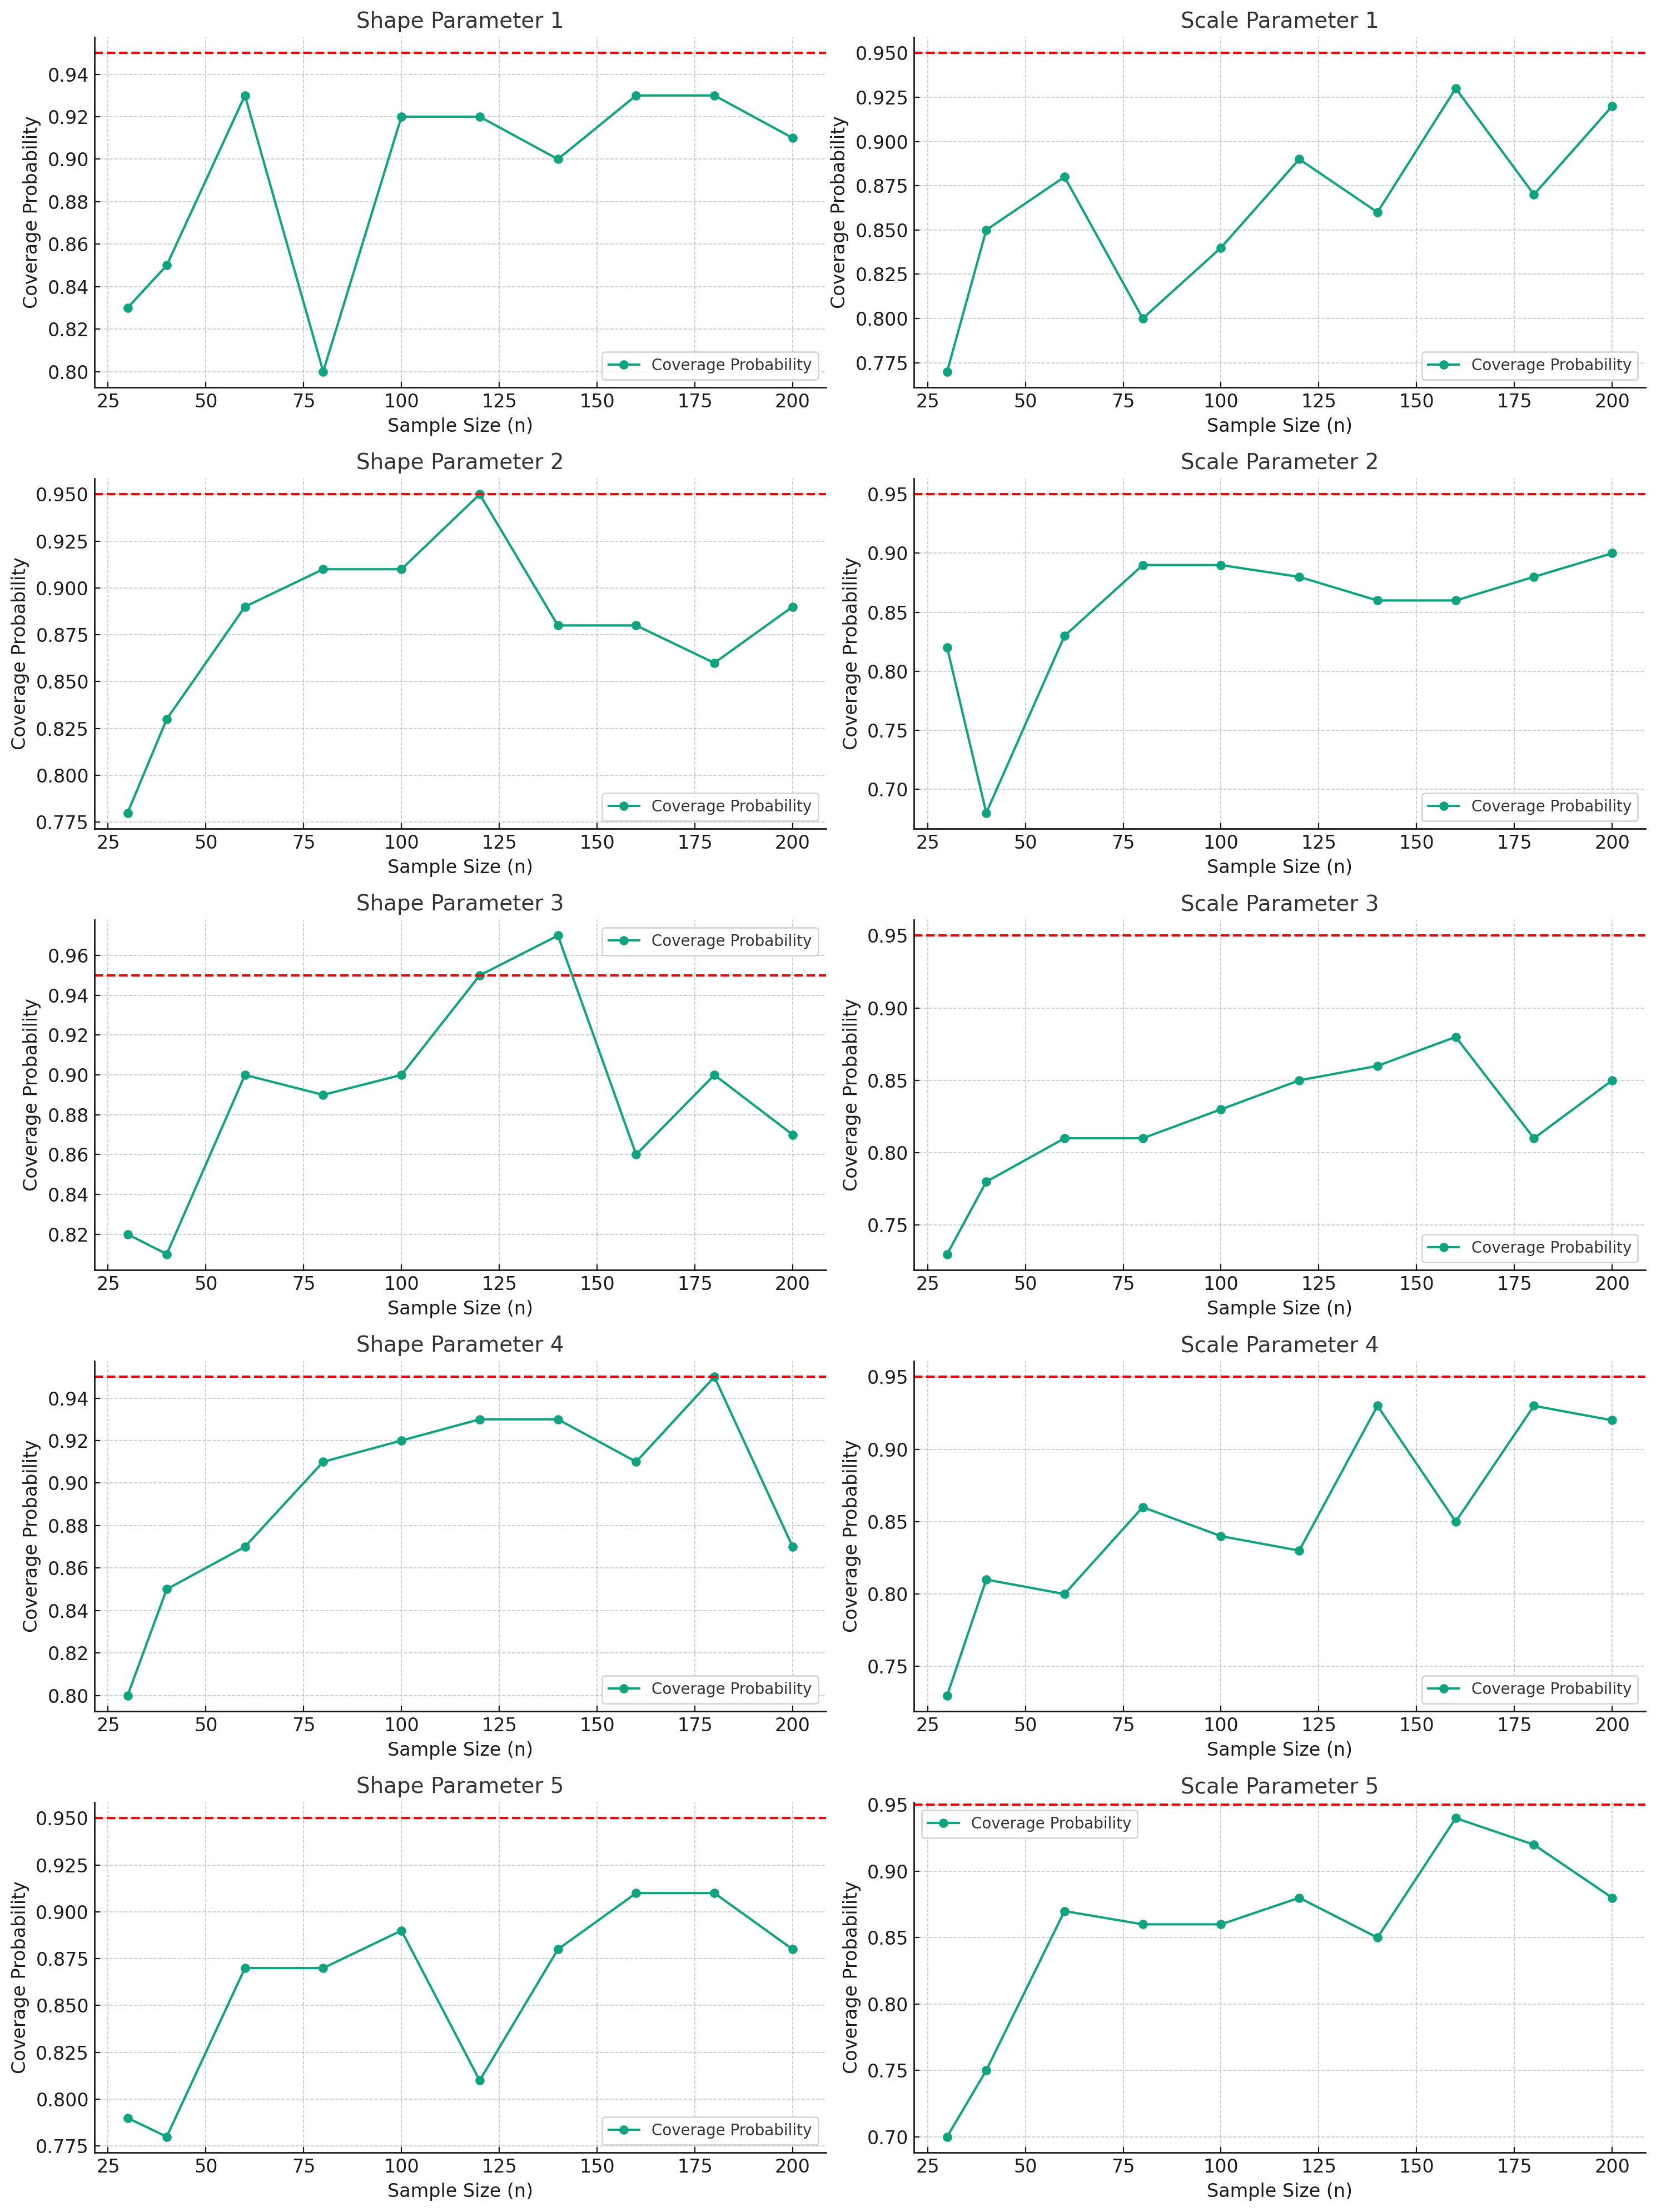 Shape Parameter 1
Coverage Probability
0.94
0.92
0.90
0.88
0.86
0.84
0.82
0.80
Coverage Probability
25 50 75 100 125 150 175 200
Sample Size (n)
Scale Parameter 1
Coverage Probability
0.950
0.925
0.900
0.875
0.850
0.825
0.800
0.775
Coverage Probability
25 50 75 100 125 150 175 200
Sample Size (n)
Shape Parameter 2
Coverage Probability
0.950
0.925
0.900
0.875
0.850
0.825
0.800
0.775
Coverage Probability
25 50 75 100 125 150 175 200
Sample Size (n)
Scale Parameter 2
Coverage Probability
0.95
0.90
0.85
0.80
0.75
0.70
Coverage Probability
25 50 75 100 125 150 175 200
Sample Size (n)
Shape Parameter 3
Coverage Probability
Coverage Probability
0.96
0.94
0.92
0.90
0.88
0.86
0.84
0.82
25 50 75 100 125 150 175 200
Sample Size (n)
Scale Parameter 3
Coverage Probability
0.95
0.90
0.85
0.80
0.75
Coverage Probability
25 50 75 100 125 150 175 200
Sample Size (n)
Shape Parameter 4
Coverage Probability
0.94
0.92
0.90
0.88
0.86
0.84
0.82
0.80
Coverage Probability
25 50 75 100 125 150 175 200
Sample Size (n)
Scale Parameter 4
Coverage Probability
0.95
0.90
0.85
0.80
0.75
Coverage Probability
25 50 75 100 125 150 175 200
Sample Size (n)
Shape Parameter 5
Coverage Probability
0.950
0.925
0.900
0.875
0.850
0.825
0.800
0.775
Coverage Probability
25 50 75 100 125 150 175 200
Sample Size (n)
Scale Parameter 5
Coverage Probability
Coverage Probability
0.95
0.90
0.85
0.80
0.75
0.70
25 50 75 100 125 150 175 200
Sample Size (n)